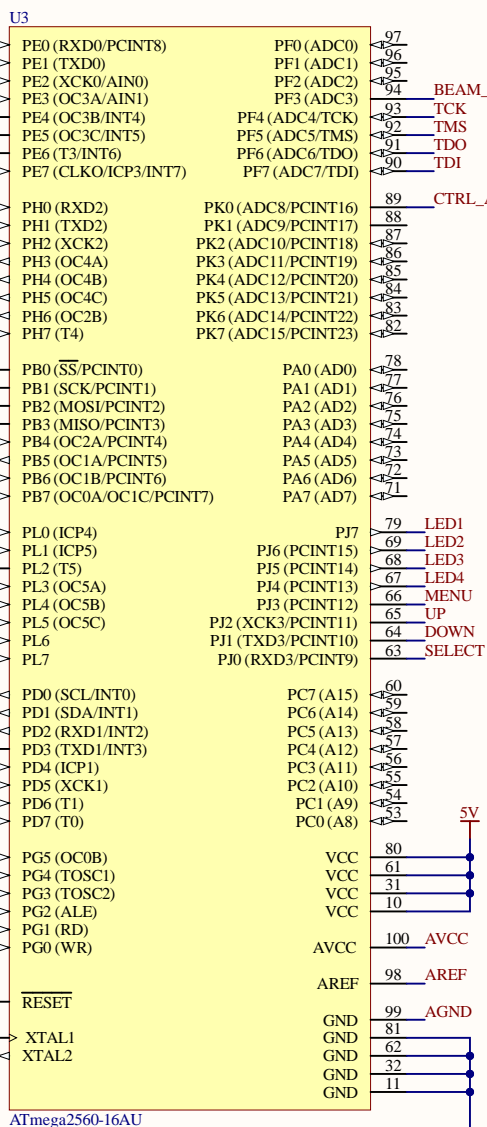 U3
PE0 (RXD0/PCINT8) PF0 (ADC0) 97
PE1 (TXD0) PF1 (ADC1) 96
PE2 (XCK0/AIN0) PF2 (ADC2) 95
PE3 (OC3A/AIN1) PF3 (ADC3) 94 BEAM_
PE4 (OC3B/INT4) PF4 (ADC4/TCK) 93 TCK
PE5 (OC3C/INT5) PF5 (ADC5/TMS) 92 TMS
PE6 (T3/INT6) PF6 (ADC6/TDO) 91 TDO
PE7 (CLKO/ICP3/INT7) PF7 (ADC7/TDI) 90 TDI
PH0 (RXD2) PK0 (ADC8/PCINT16) 89 CTRL_A
PH1 (TXD2) PK1 (ADC9/PCINT17) 88
PH2 (XCK2) PK2 (ADC10/PCINT18) 87
PH3 (OC4A) PK3 (ADC11/PCINT19) 86
PH4 (OC4B) PK4 (ADC12/PCINT20) 85
PH5 (OC4C) PK5 (ADC13/PCINT21) 84
PH6 (OC2B) PK6 (ADC14/PCINT22) 83
PH7 (T4) PK7 (ADC15/PCINT23) 82
PB0 (SS/PCINT0) PA0 (AD0) 78
PB1 (SCK/PCINT1) PA1 (AD1) 77
PB2 (MOSI/PCINT2) PA2 (AD2) 76
PB3 (MISO/PCINT3) PA3 (AD3) 75
PB4 (OC2A/PCINT4) PA4 (AD4) 74
PB5 (OC1A/PCINT5) PA5 (AD5) 73
PB6 (OC1B/PCINT6) PA6 (AD6) 72
PB7 (OC0A/OC1C/PCINT7) PA7 (AD7) 71
PL0 (ICP4) PJ7 79 LED1
PL1 (ICP5) PJ6 (PCINT15) 69 LED2
PL2 (T5) PJ5 (PCINT14) 68 LED3
PL3 (OC5A) PJ4 (PCINT13) 67 LED4
PL4 (OC5B) PJ3 (PCINT12) 66 MENU
PL5 (OC5C) PJ2 (XCK3/PCINT11) 65 UP
PL6 PJ1 (TXD3/PCINT10) 64 DOWN
PL7 PJ0 (RXD3/PCINT9) 63 SELECT
PD0 (SCL/INT0) PC7 (A15) 60
PD1 (SDA/INT1) PC6 (A14) 59
PD2 (RXD1/INT2) PC5 (A13) 58
PD3 (TXD1/INT3) PC4 (A12) 57
PD4 (ICP1) PC3 (A11) 56
PD5 (XCK1) PC2 (A10) 55
PD6 (T1) PC1 (A9) 54
PD7 (T0) PC0 (A8) 53
5V
PG5 (OC0B) VCC 80
PG4 (TOSC1) VCC 61
PG3 (TOSC2) VCC 31
PG2 (ALE) VCC 10
PG1 (RD)
PG0 (WR) AVCC 100 AVCC
AREF 98 AREF
RESET
GND 99 AGND
XTAL1 GND 81
XTAL2 GND 62
GND 32
GND 11
ATmega2560-16AU